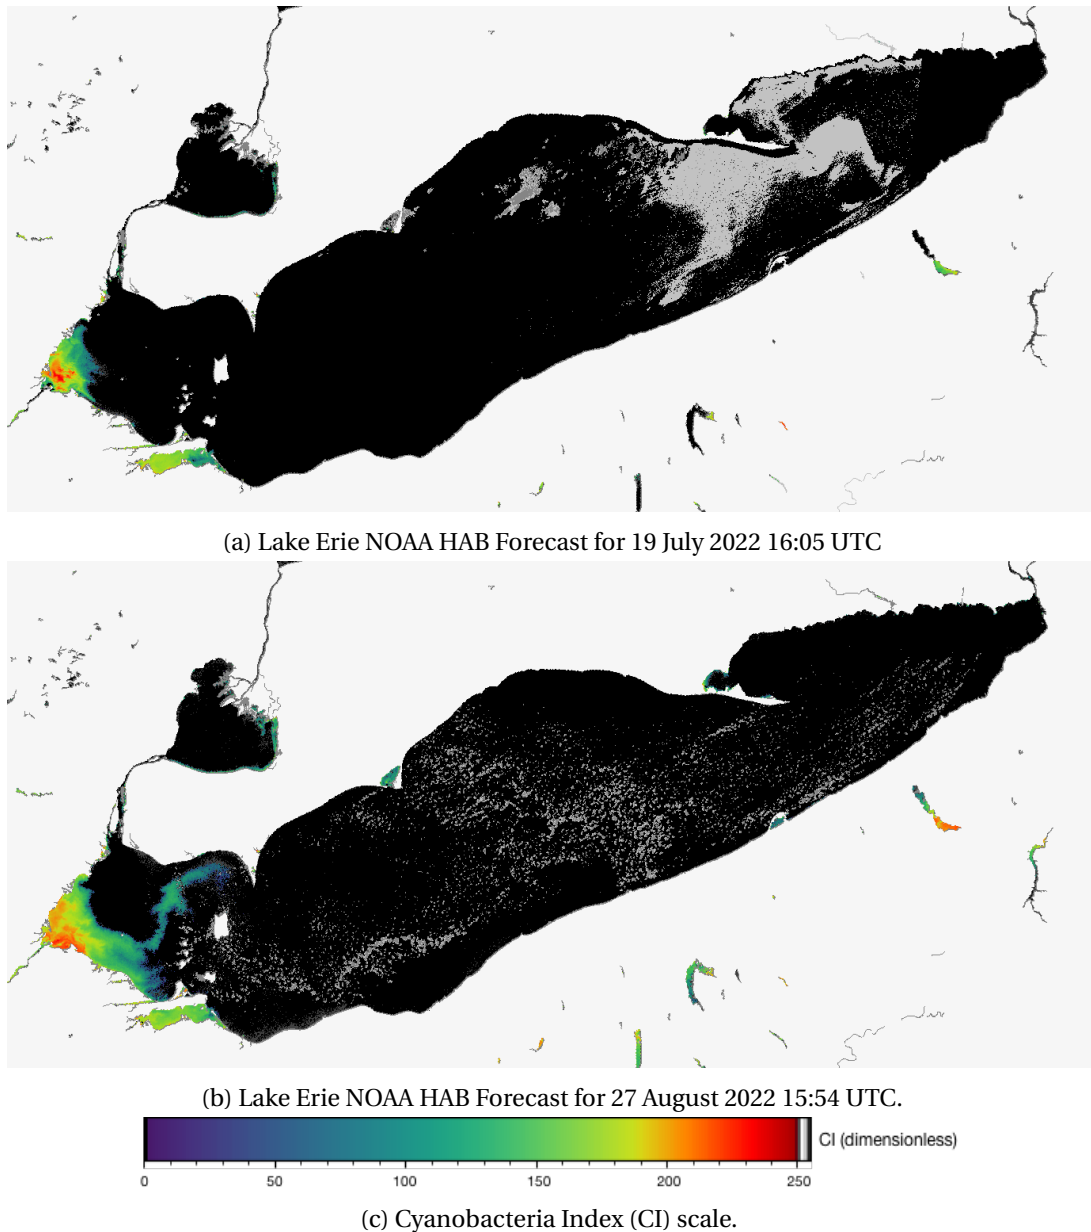 (a) Lake Erie NOAA HAB Forecast for 19 July 2022 16:05 UTC
(b) Lake Erie NOAA HAB Forecast for 27 August 2022 15:54 UTC.
CI (dimensionless)
0 50 100 150 200 250
(c) Cyanobacteria Index (CI) scale.